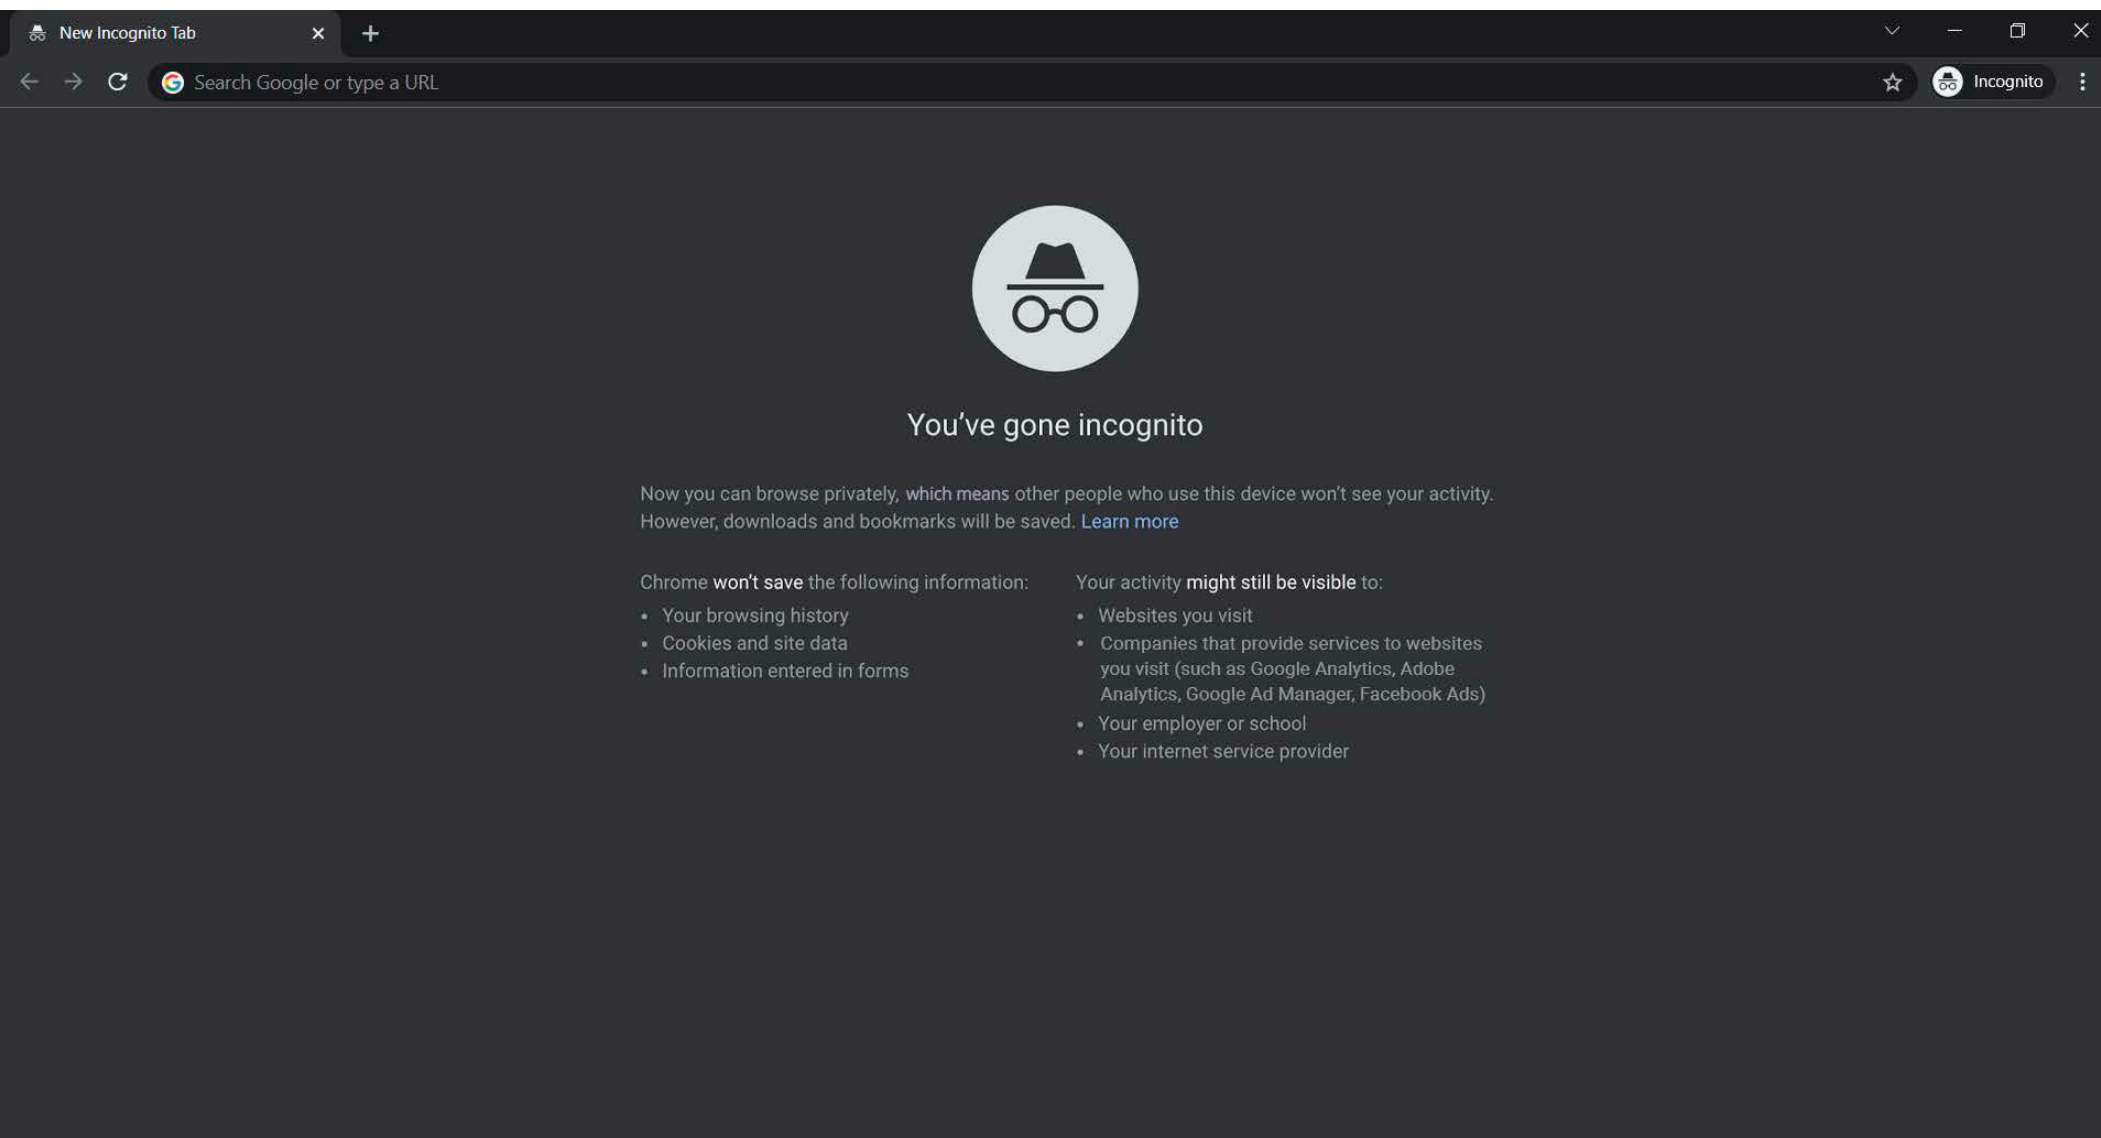 New Incognito Tab
Search Google or type a URL
Incognito
You've gone incognito
Now you can browse privately, which means other people who use this device won't see your activity.
However, downloads and bookmarks will be saved. Learn more
Chrome won't save the following information:
• Your browsing history
• Cookies and site data
• Information entered in forms
Your activity might still be visible to:
• Websites you visit
• Companies that provide services to websites
you visit (such as Google Analytics, Adobe
Analytics, Google Ad Manager, Facebook Ads)
• Your employer or school
• Your internet service provider